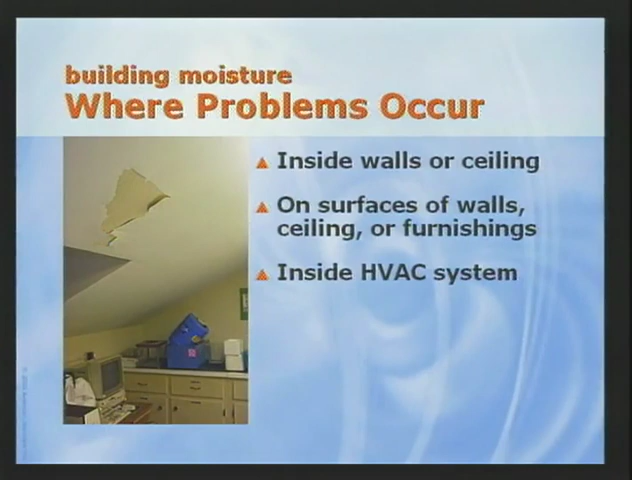 building moisture
Where Problems Occur
Inside walls or ceiling
On surfaces of walls,
ceiling, or furnishings
Inside HVAC system